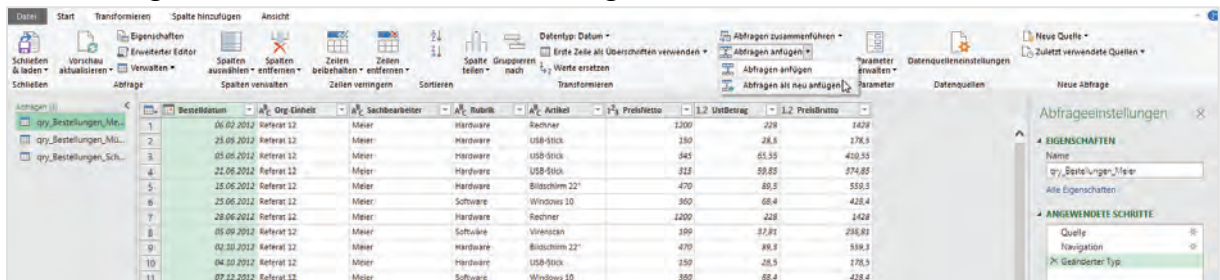 Datei Start Transformieren Spalte hinzufügen Ansicht
Schließen & laden
Schließen
Vorschau aktualisieren
Eigenschaften
Erweiterter Editor
Verwalten
Abfrage
Spalten auswählen
Spalten entfernen
Spalten verwalten
Zeilen beibehalten
Zeilen entfernen
Zeilen verringern
Sortieren
Spalte teilen
Gruppieren nach
Datentyp: Datum
Erste Zeile als Überschriften verwenden
Werte ersetzen
Transformieren
Abfragen zusammenführen
Abfragen anfügen
Abfragen anfügen
Abfragen als neu anfügen
Parameter
Parameter
Datenquelleneinstellungen
Datenquellen
Neue Quelle
Zuletzt verwendete Quellen
Neue Abfrage
qry_Bestellungen_Me...
qry_Bestellungen_Mü...
qry_Bestellungen_Sch...
Bestelldatum Org-Einheit Sachbearbeiter Rubrik Artikel PreisNetto UstBetrag PreisBrutto
1 06.02.2012 Referat 12 Meier Hardware Rechner 1200 228 1428
2 25.05.2012 Referat 12 Meier Hardware USB-Stick 150 28,5 178,5
3 05.06.2012 Referat 12 Meier Hardware USB-Stick 345 65,55 410,55
4 21.06.2012 Referat 12 Meier Hardware USB-Stick 315 59,85 374,85
5 15.06.2012 Referat 12 Meier Hardware Bildschirm 22" 470 89,3 559,3
6 25.06.2012 Referat 12 Meier Software Windows 10 360 68,4 428,4
7 28.06.2012 Referat 12 Meier Hardware Rechner 1200 228 1428
8 05.09.2012 Referat 12 Meier Software Virenscan 199 37,81 236,81
9 02.10.2012 Referat 12 Meier Hardware Bildschirm 22" 470 89,3 559,3
10 04.10.2012 Referat 12 Meier Hardware USB-Stick 150 28,5 178,5
11 07.12.2012 Referat 12 Meier Software Windows 10 360 68,4 428,4
Abfrageeinstellungen
EIGENSCHAFTEN
Name
qry_Bestellungen_Meier
Alle Eigenschaften
ANGEWENDETE SCHRITTE
Quelle
Navigation
Geänderter Typ